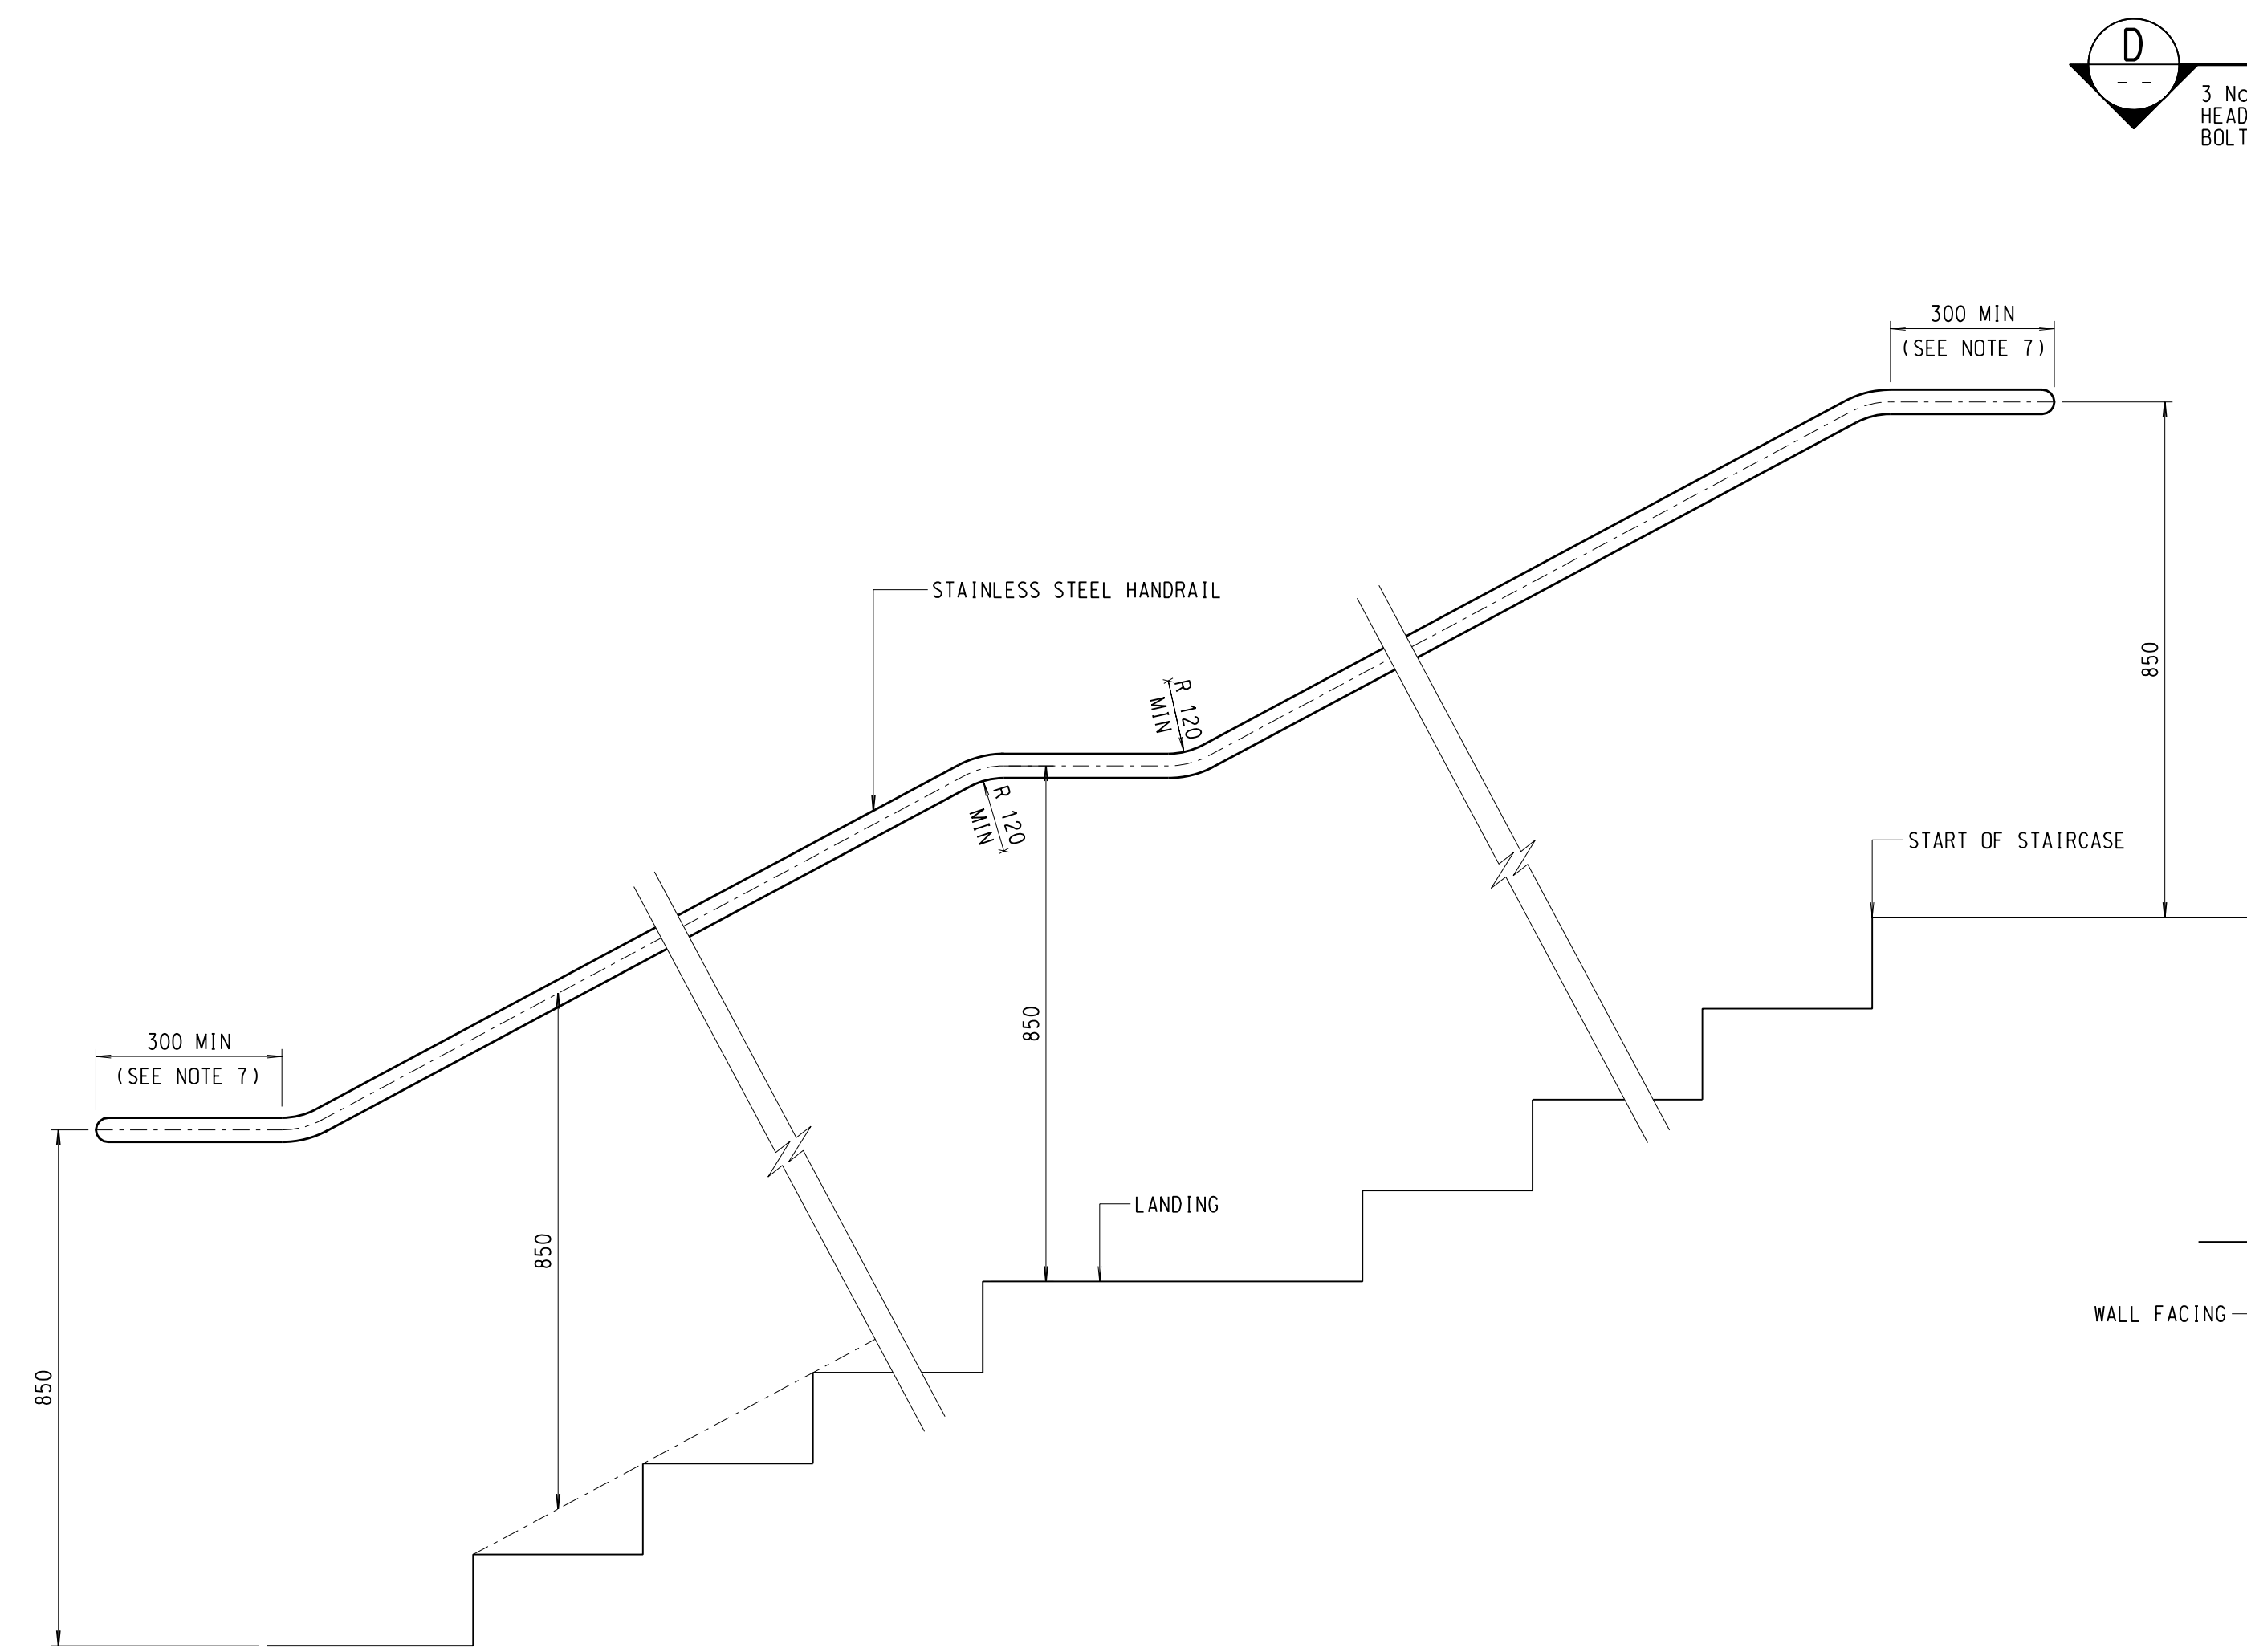 D
- -
3 No
HEAD
BOLT
300 MIN
(SEE NOTE 7)
STAINLESS STEEL HANDRAIL
850
R 120
MIN
R 120
MIN
START OF STAIRCASE
300 MIN
(SEE NOTE 7)
850
850
LANDING
WALL FACING
850